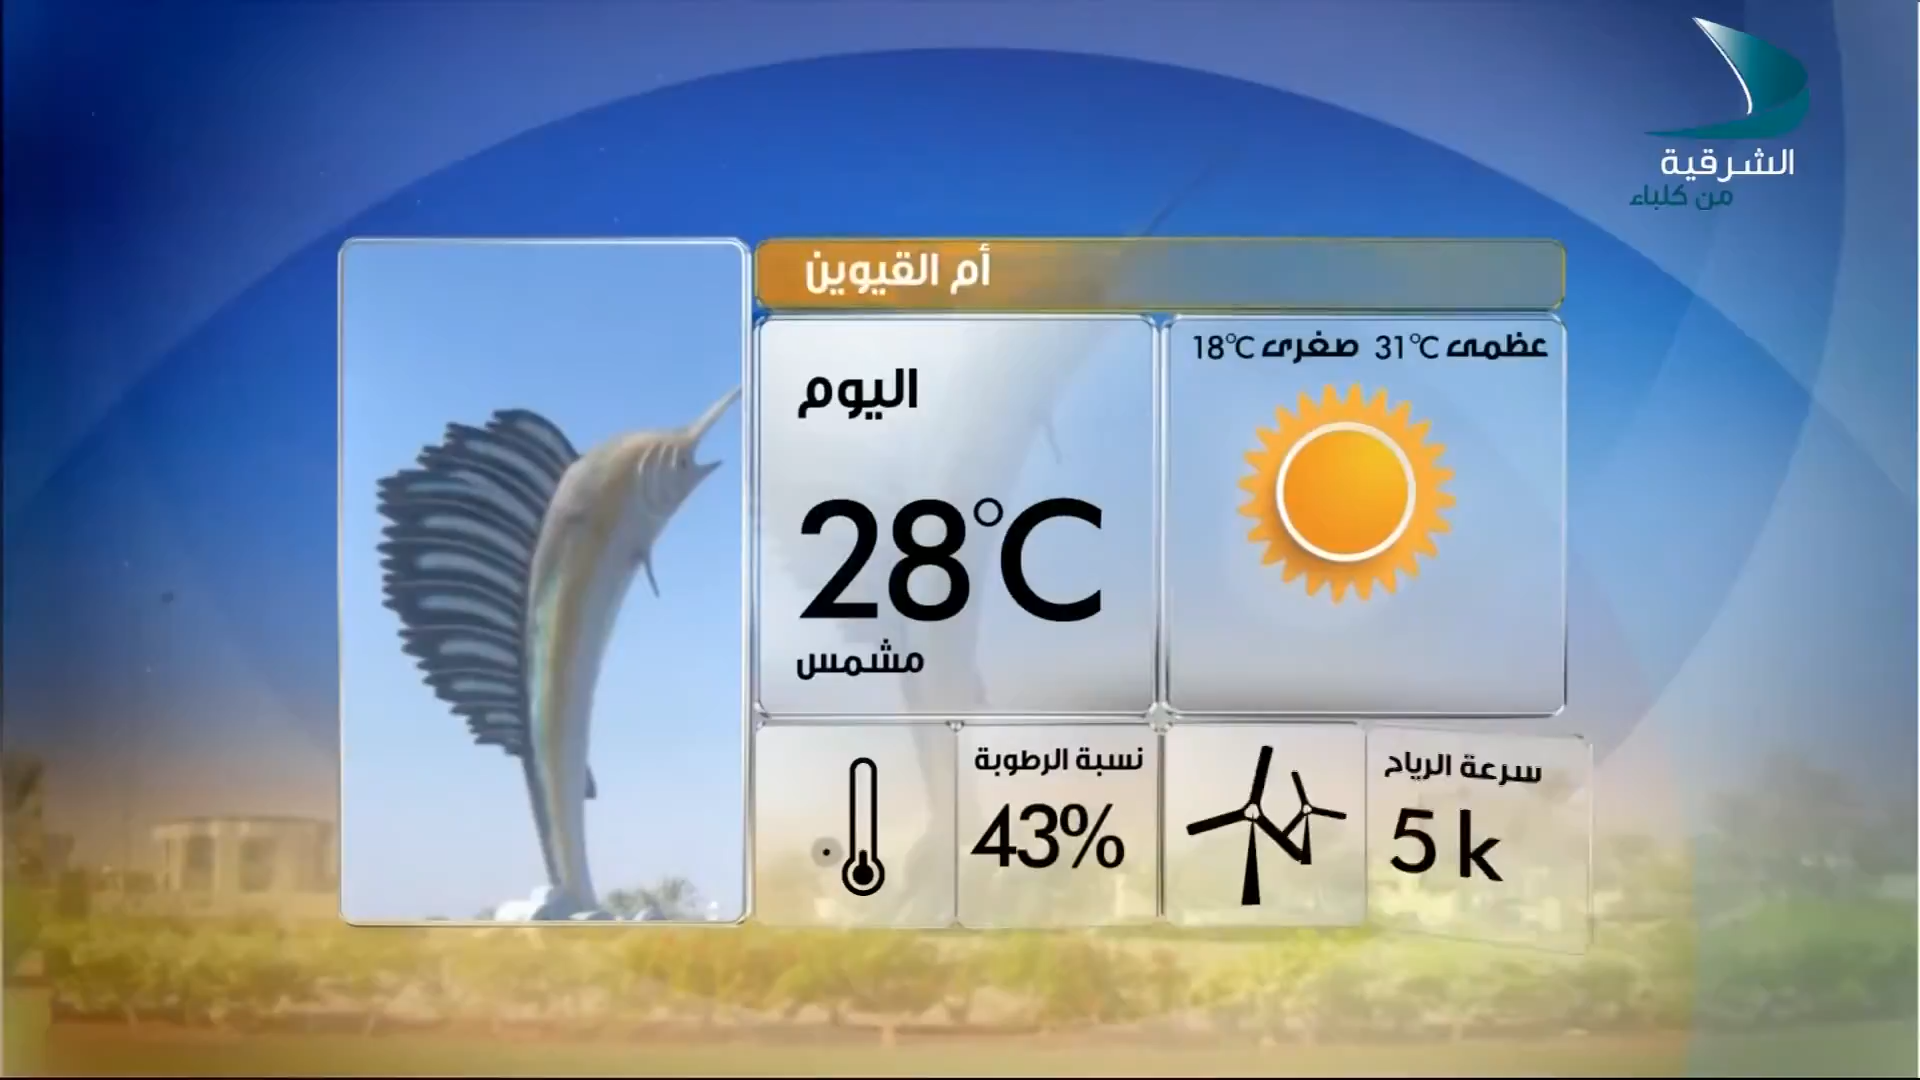 الشرقية
من كلباء
أم القيوين
عظمى 31°C صغرى 18°C
اليوم
28°C
مشمس
نسبة الرطوبة
43%
سرعة الرياح
5 k